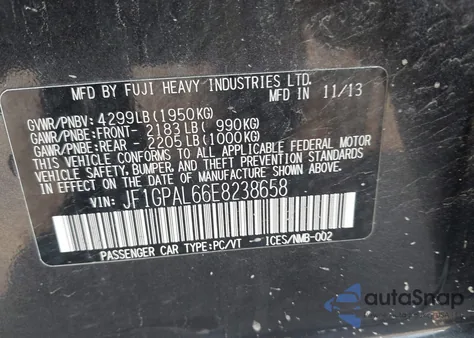 MFD BY FUJI HEAVY INDUSTRIES LTD.
MFD IN 11/13
GVWR/PNBV: 4299LB(1950KG)
GAWR/PNBE:FRONT- 2183LB( 990KG)
GAWR/PNBE:REAR - 2205LB(1000KG)
THIS VEHICLE CONFORMS TO ALL APPLICABLE
U.S. FEDERAL MOTOR VEHICLE
SAFETY, BUMPER, AND THEFT PREVENTION
STANDARDS IN EFFECT ON THE DATE OF
MANUFACTURE SHOWN ABOVE.
VIN: JF1GPAL66E8238658
PASSENGER CAR TYPE:PC/VT ICES/NMB-002
autoSnap